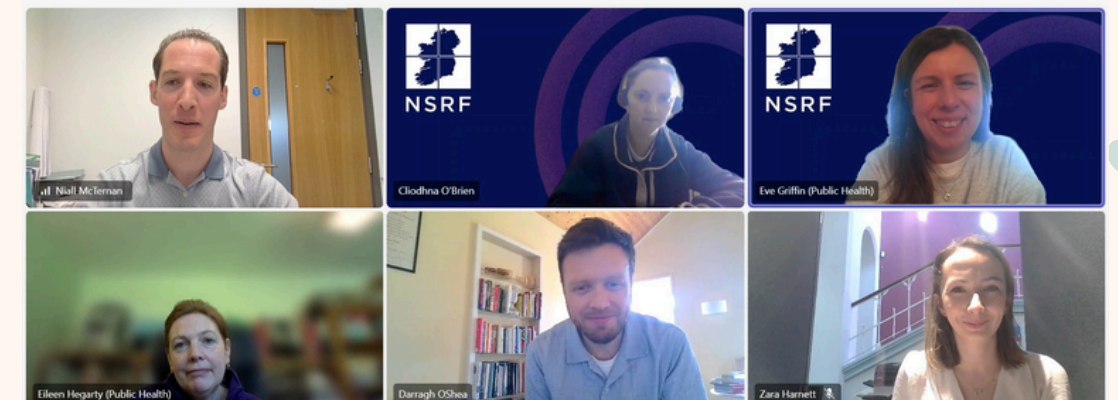 NSRF
NSRF
Niall McTernan
Cliodhna O'Brien
Eve Griffin (Public Health)
Eileen Hegarty (Public Health)
Darragh OShea
Zara Harnett